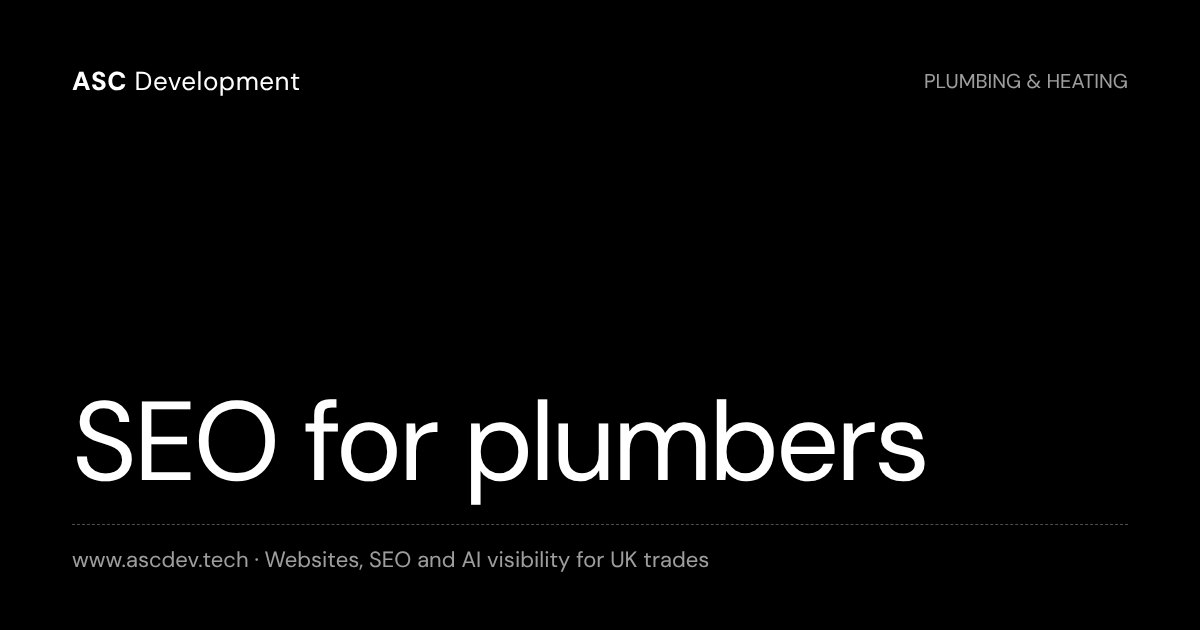 ASC Development
PLUMBING & HEATING
SEO for plumbers
www.ascdev.tech · Websites, SEO and AI visibility for UK trades